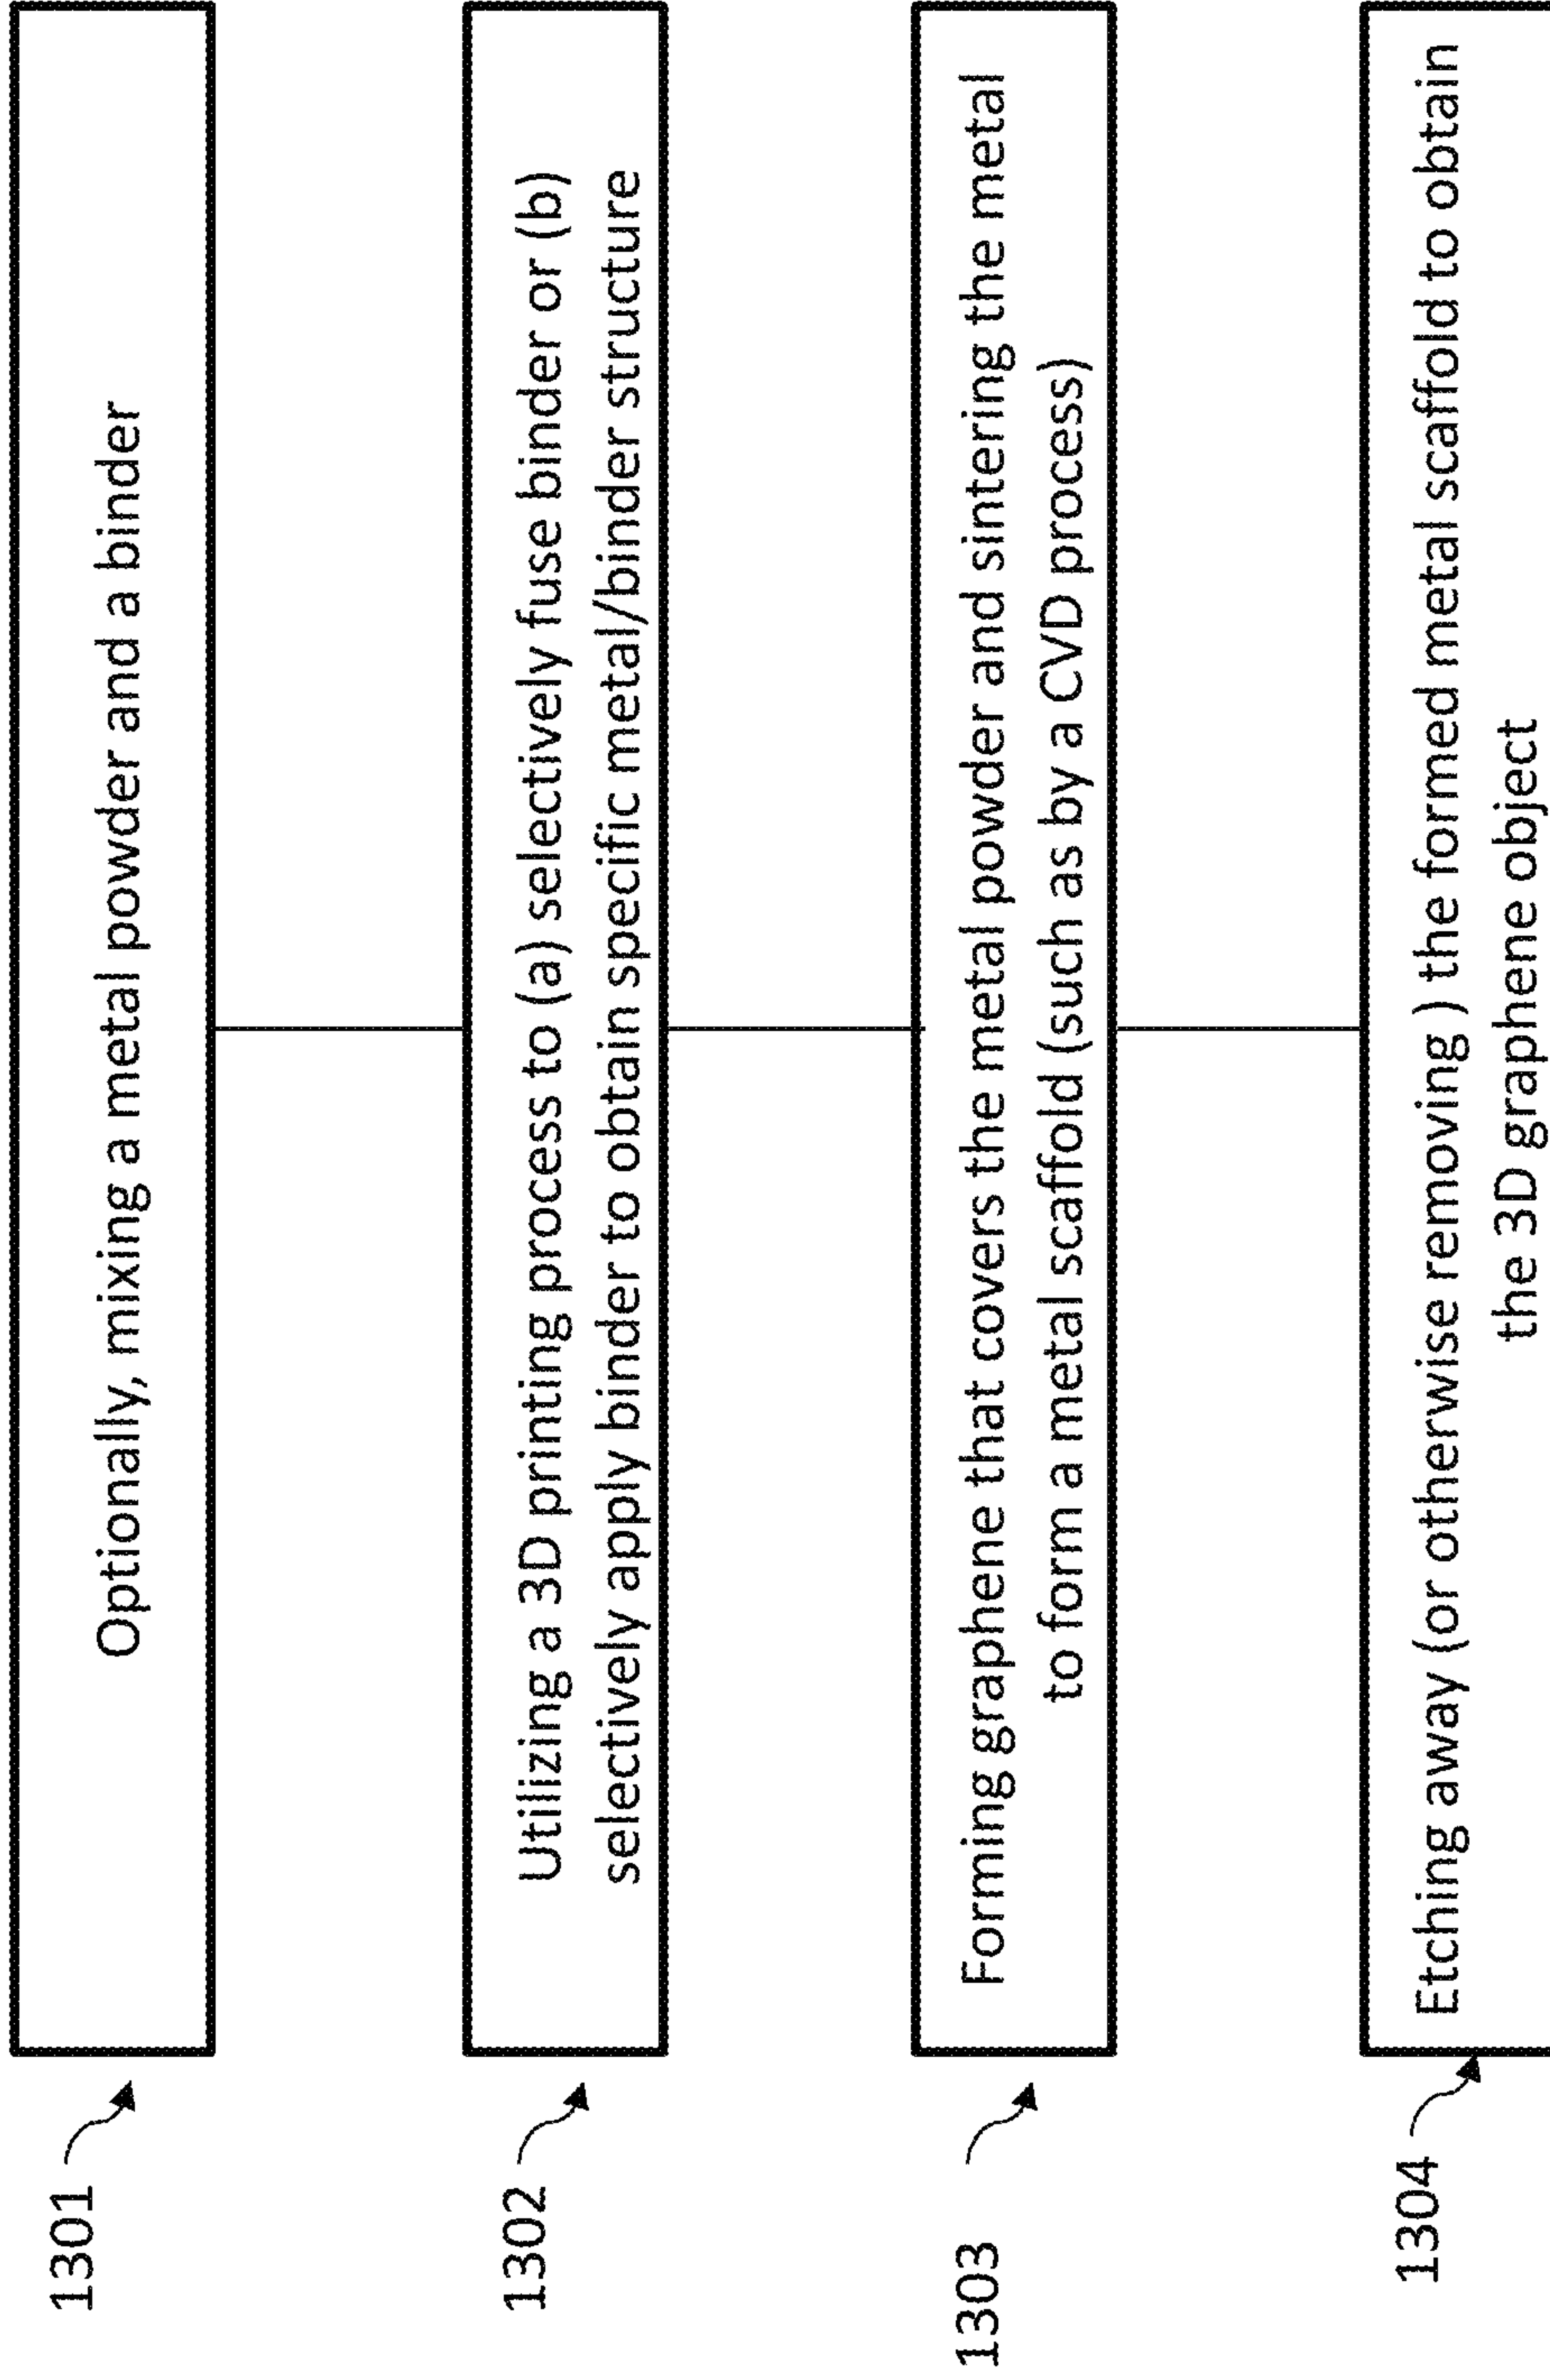 1301
Optionally, mixing a metal powder and a binder
1302
Utilizing a 3D printing process to (a) selectively fuse binder or (b)
selectively apply binder to obtain specific metal/binder structure
1303
Forming graphene that covers the metal powder and sintering the metal
to form a metal scaffold (such as by a CVD process)
1304
Etching away (or otherwise removing ) the formed metal scaffold to obtain
the 3D graphene object